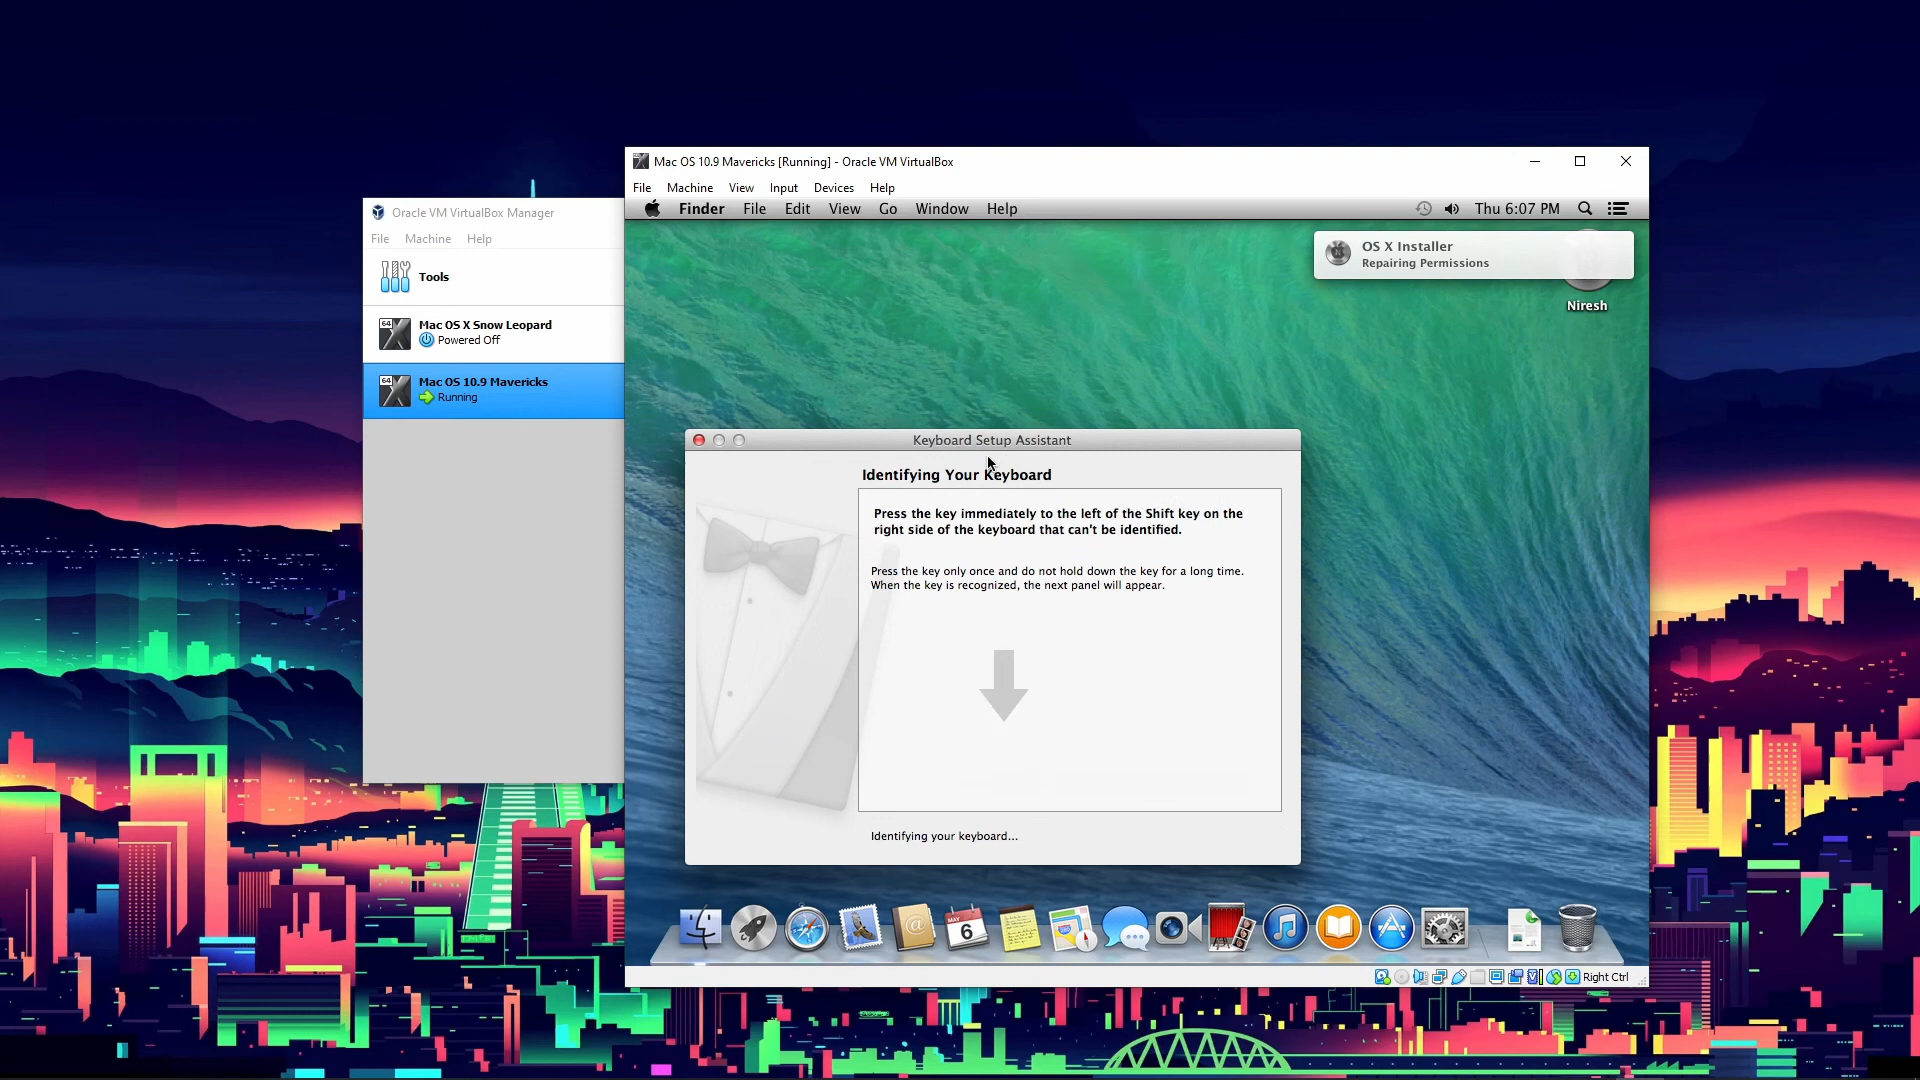 Mac OS 10.9 Mavericks [Running] - Oracle VM VirtualBox
File Machine View Input Devices Help
Finder File Edit View Go Window Help
Thu 6:07 PM
Oracle VM VirtualBox Manager
File Machine Help
Tools
64
Mac OS X Snow Leopard
Powered Off
64
Mac OS 10.9 Mavericks
Running
OS X Installer
Repairing Permissions
Niresh
Keyboard Setup Assistant
Identifying Your Keyboard
Press the key immediately to the left of the Shift key on the
right side of the keyboard that can't be identified.
Press the key only once and do not hold down the key for a long time.
When the key is recognized, the next panel will appear.
Identifying your keyboard...
MAY
6
Right Ctrl